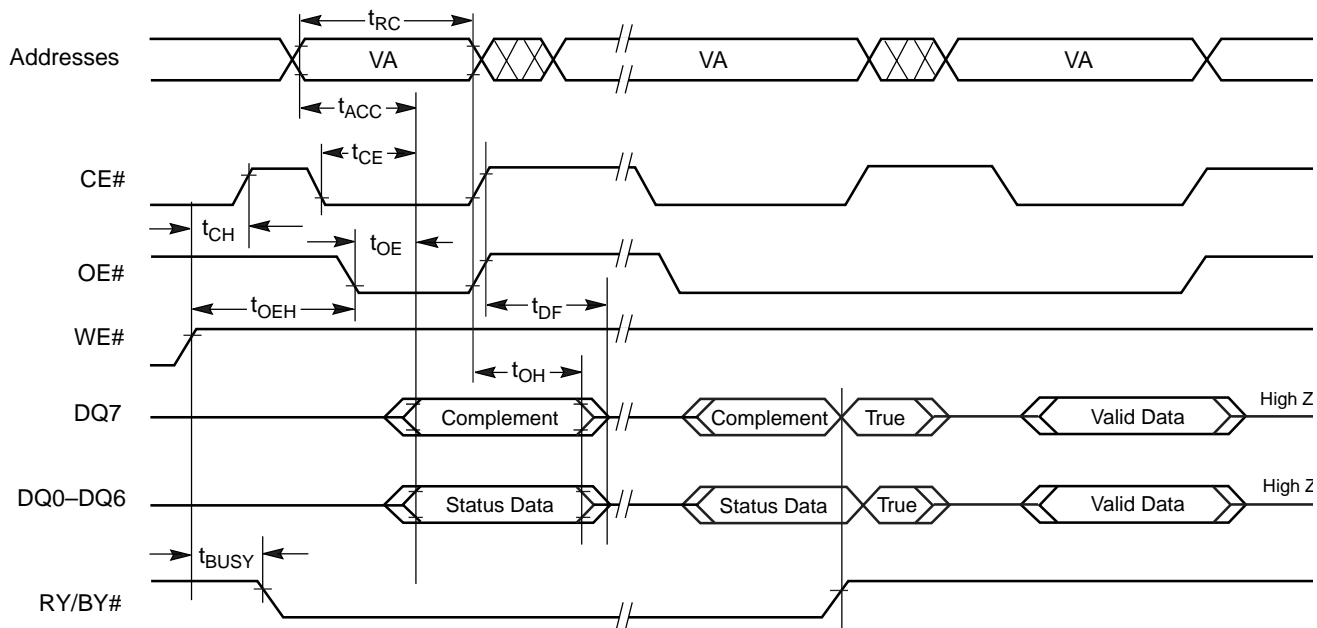 tRC
Addresses VA VA VA
tACC
tCE
CE#
tCH tOE
OE#
tOEH tDF
WE#
tOH
DQ7 Complement Complement True Valid Data High Z
DQ0–DQ6 Status Data Status Data True Valid Data High Z
tBUSY
RY/BY#